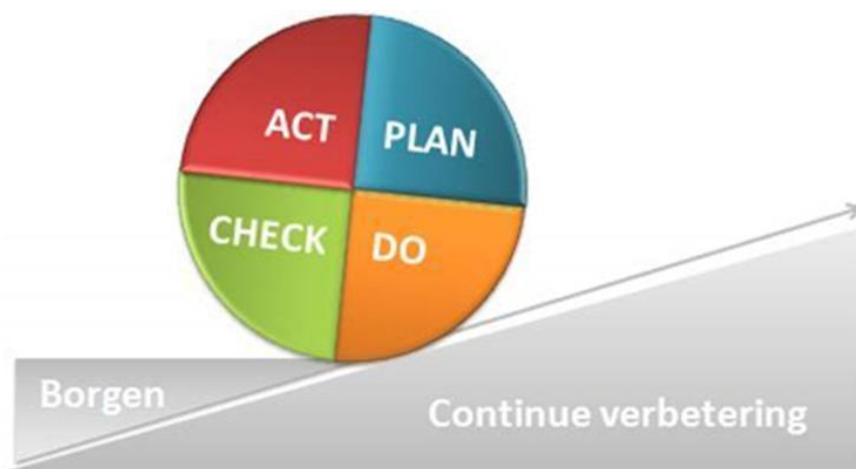 ACT
PLAN
CHECK
DO
Borgen
Continue verbetering